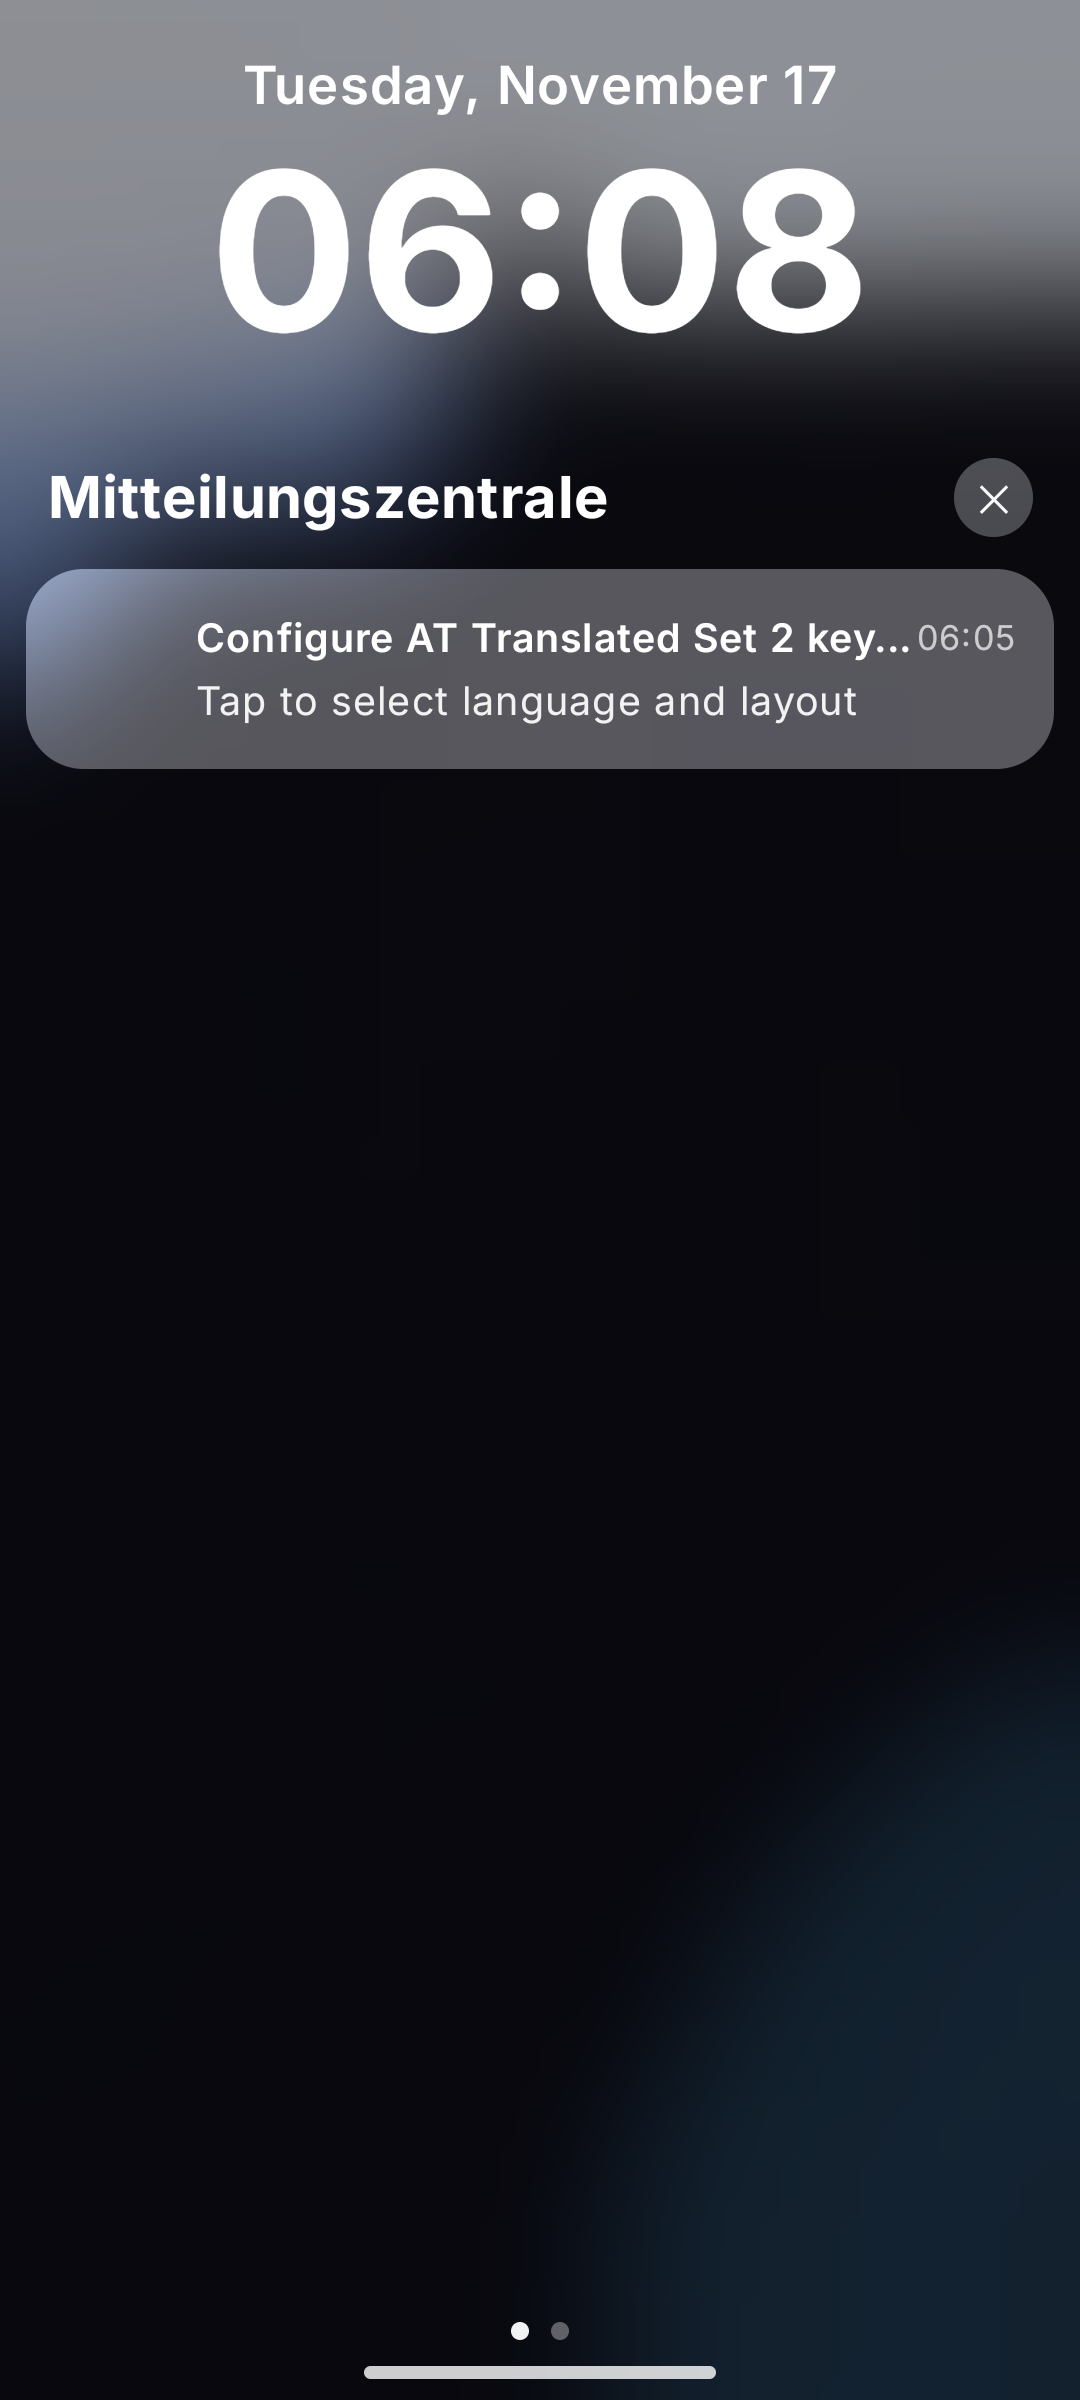 Tuesday, November 17
06:08
Mitteilungszentrale
Configure AT Translated Set 2 key... 06:05
Tap to select language and layout